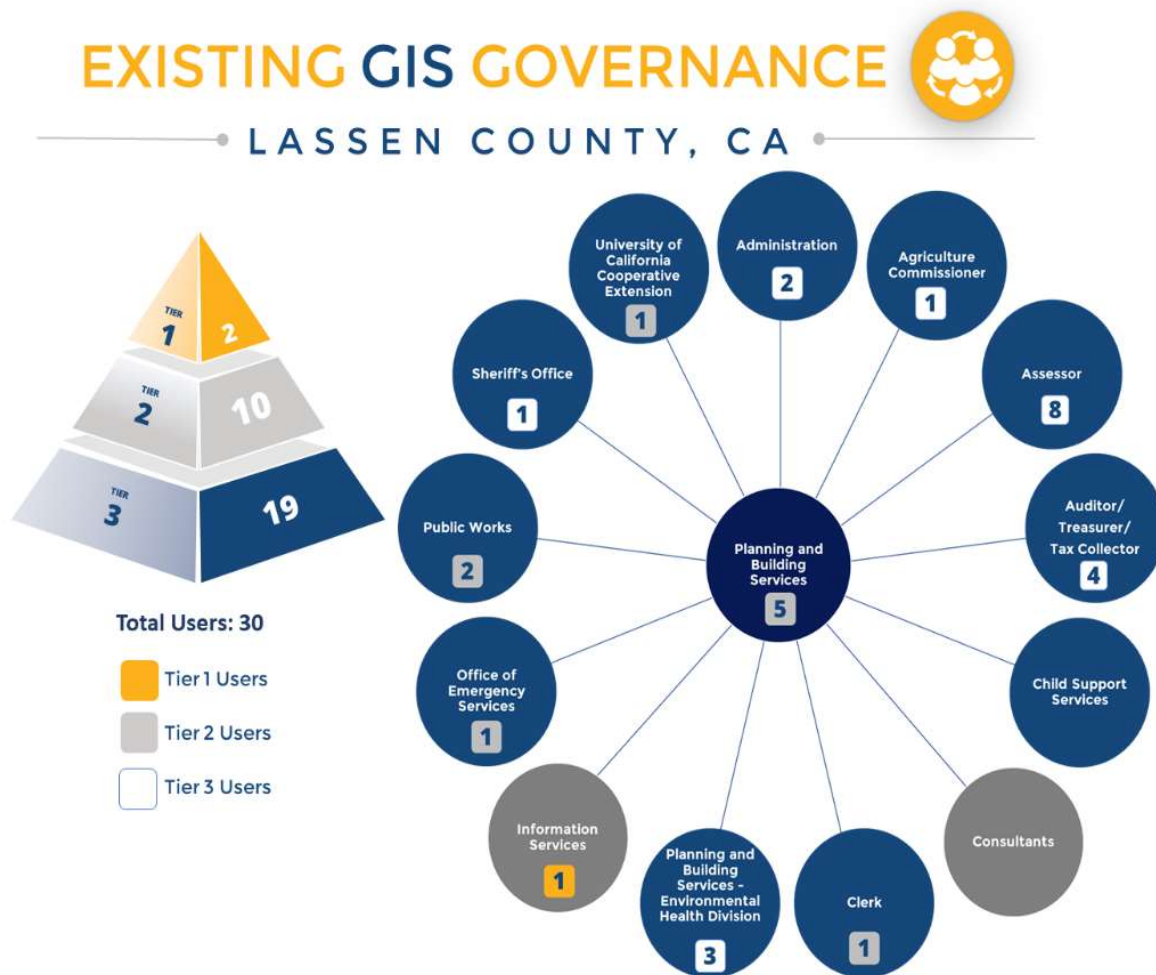 EXISTING GIS GOVERNANCE
LASSEN COUNTY, CA
TIER
1
2
TIER
2
10
TIER
3
19
Total Users: 30
Tier 1 Users
Tier 2 Users
Tier 3 Users
University of
California
Cooperative
Extension
1
Administration
2
Agriculture
Commissioner
1
Sheriff's Office
1
Assessor
8
Public Works
2
Planning and
Building
Services
5
Auditor/
Treasurer/
Tax Collector
4
Office of
Emergency
Services
1
Child Support
Services
Information
Services
1
Planning and
Building
Services -
Environmental
Health Division
3
Clerk
1
Consultants